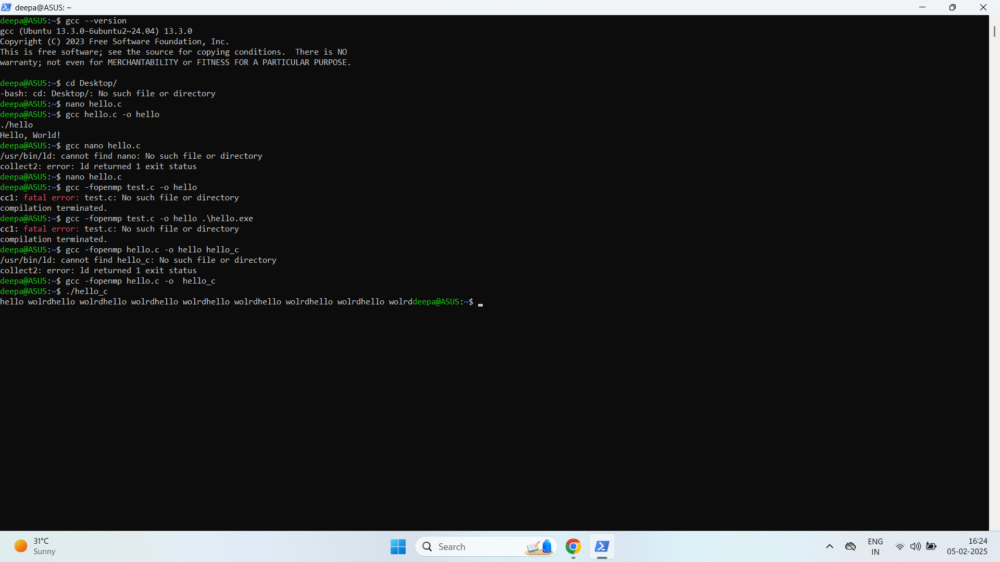 deepa@ASUS: ~
deepa@ASUS:~$ gcc --version
gcc (Ubuntu 13.3.0-6ubuntu2~24.04) 13.3.0
Copyright (C) 2023 Free Software Foundation, Inc.
This is free software; see the source for copying conditions.  There is NO
warranty; not even for MERCHANTABILITY or FITNESS FOR A PARTICULAR PURPOSE.
deepa@ASUS:~$ cd Desktop/
-bash: cd: Desktop/: No such file or directory
deepa@ASUS:~$ nano hello.c
deepa@ASUS:~$ gcc hello.c -o hello
./hello
Hello, World!
deepa@ASUS:~$ gcc nano hello.c
/usr/bin/ld: cannot find nano: No such file or directory
collect2: error: ld returned 1 exit status
deepa@ASUS:~$ nano hello.c
deepa@ASUS:~$ gcc -fopenmp test.c -o hello
cc1: fatal error: test.c: No such file or directory
compilation terminated.
deepa@ASUS:~$ gcc -fopenmp test.c -o hello .\hello.exe
cc1: fatal error: test.c: No such file or directory
compilation terminated.
deepa@ASUS:~$ gcc -fopenmp hello.c -o hello hello_c
/usr/bin/ld: cannot find hello_c: No such file or directory
collect2: error: ld returned 1 exit status
deepa@ASUS:~$ gcc -fopenmp hello.c -o  hello_c
deepa@ASUS:~$ ./hello_c
hello wolrdhello wolrdhello wolrdhello wolrdhello wolrdhello wolrdhello wolrdhello wolrddeepa@ASUS:~$
31°C
Sunny
Search
ENG
IN
16:24
05-02-2025